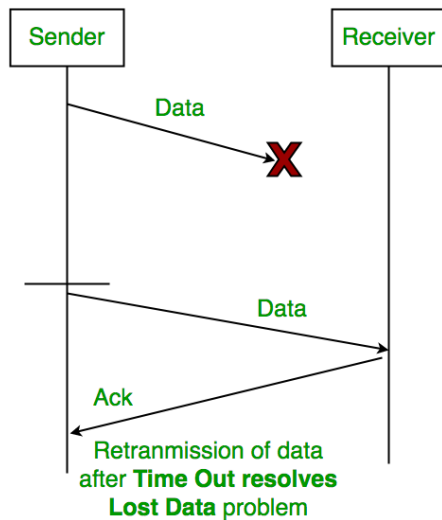 Sender
Receiver
Data
X
Data
Ack
Retranmission of data
after Time Out resolves
Lost Data problem